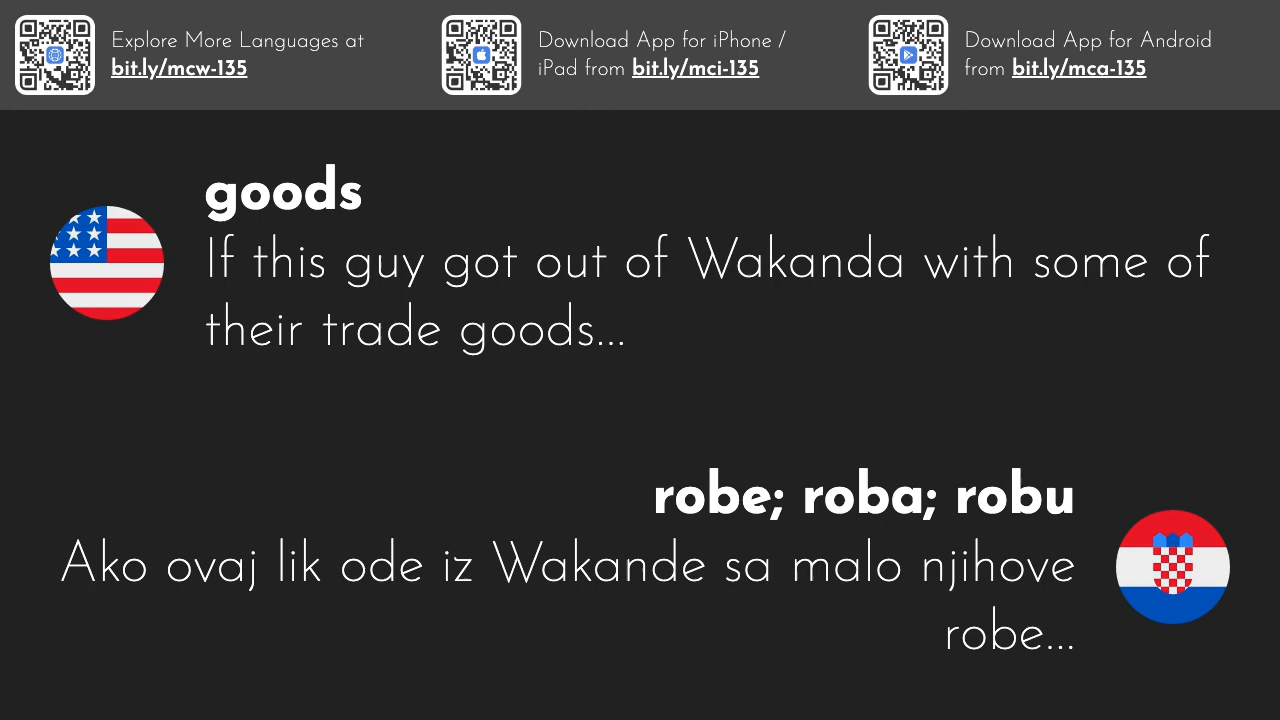 Explore More Languages at
bit.ly/mcw-135
Download App for iPhone /
iPad from bit.ly/mci-135
Download App for Android
from bit.ly/mca-135
goods
If this guy got out of Wakanda with some of
their trade goods...
robe; roba; robu
Ako ovaj lik ode iz Wakande sa malo njihove
robe...